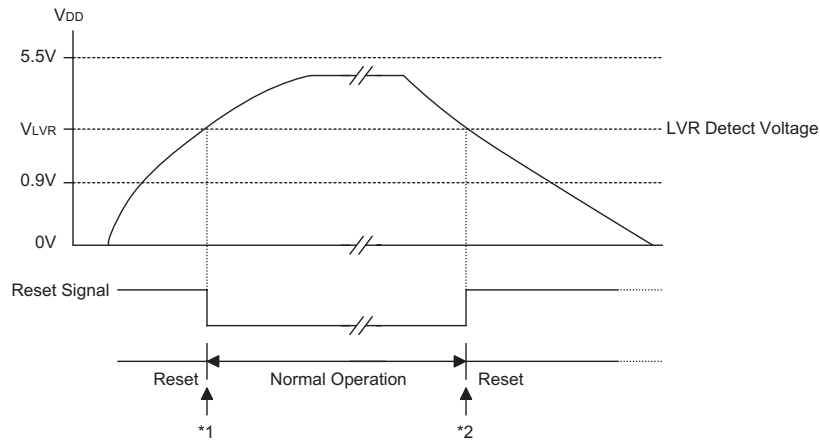 VDD
5.5V
VLVR
LVR Detect Voltage
0.9V
0V
Reset Signal
Reset
Normal Operation
Reset
*1
*2